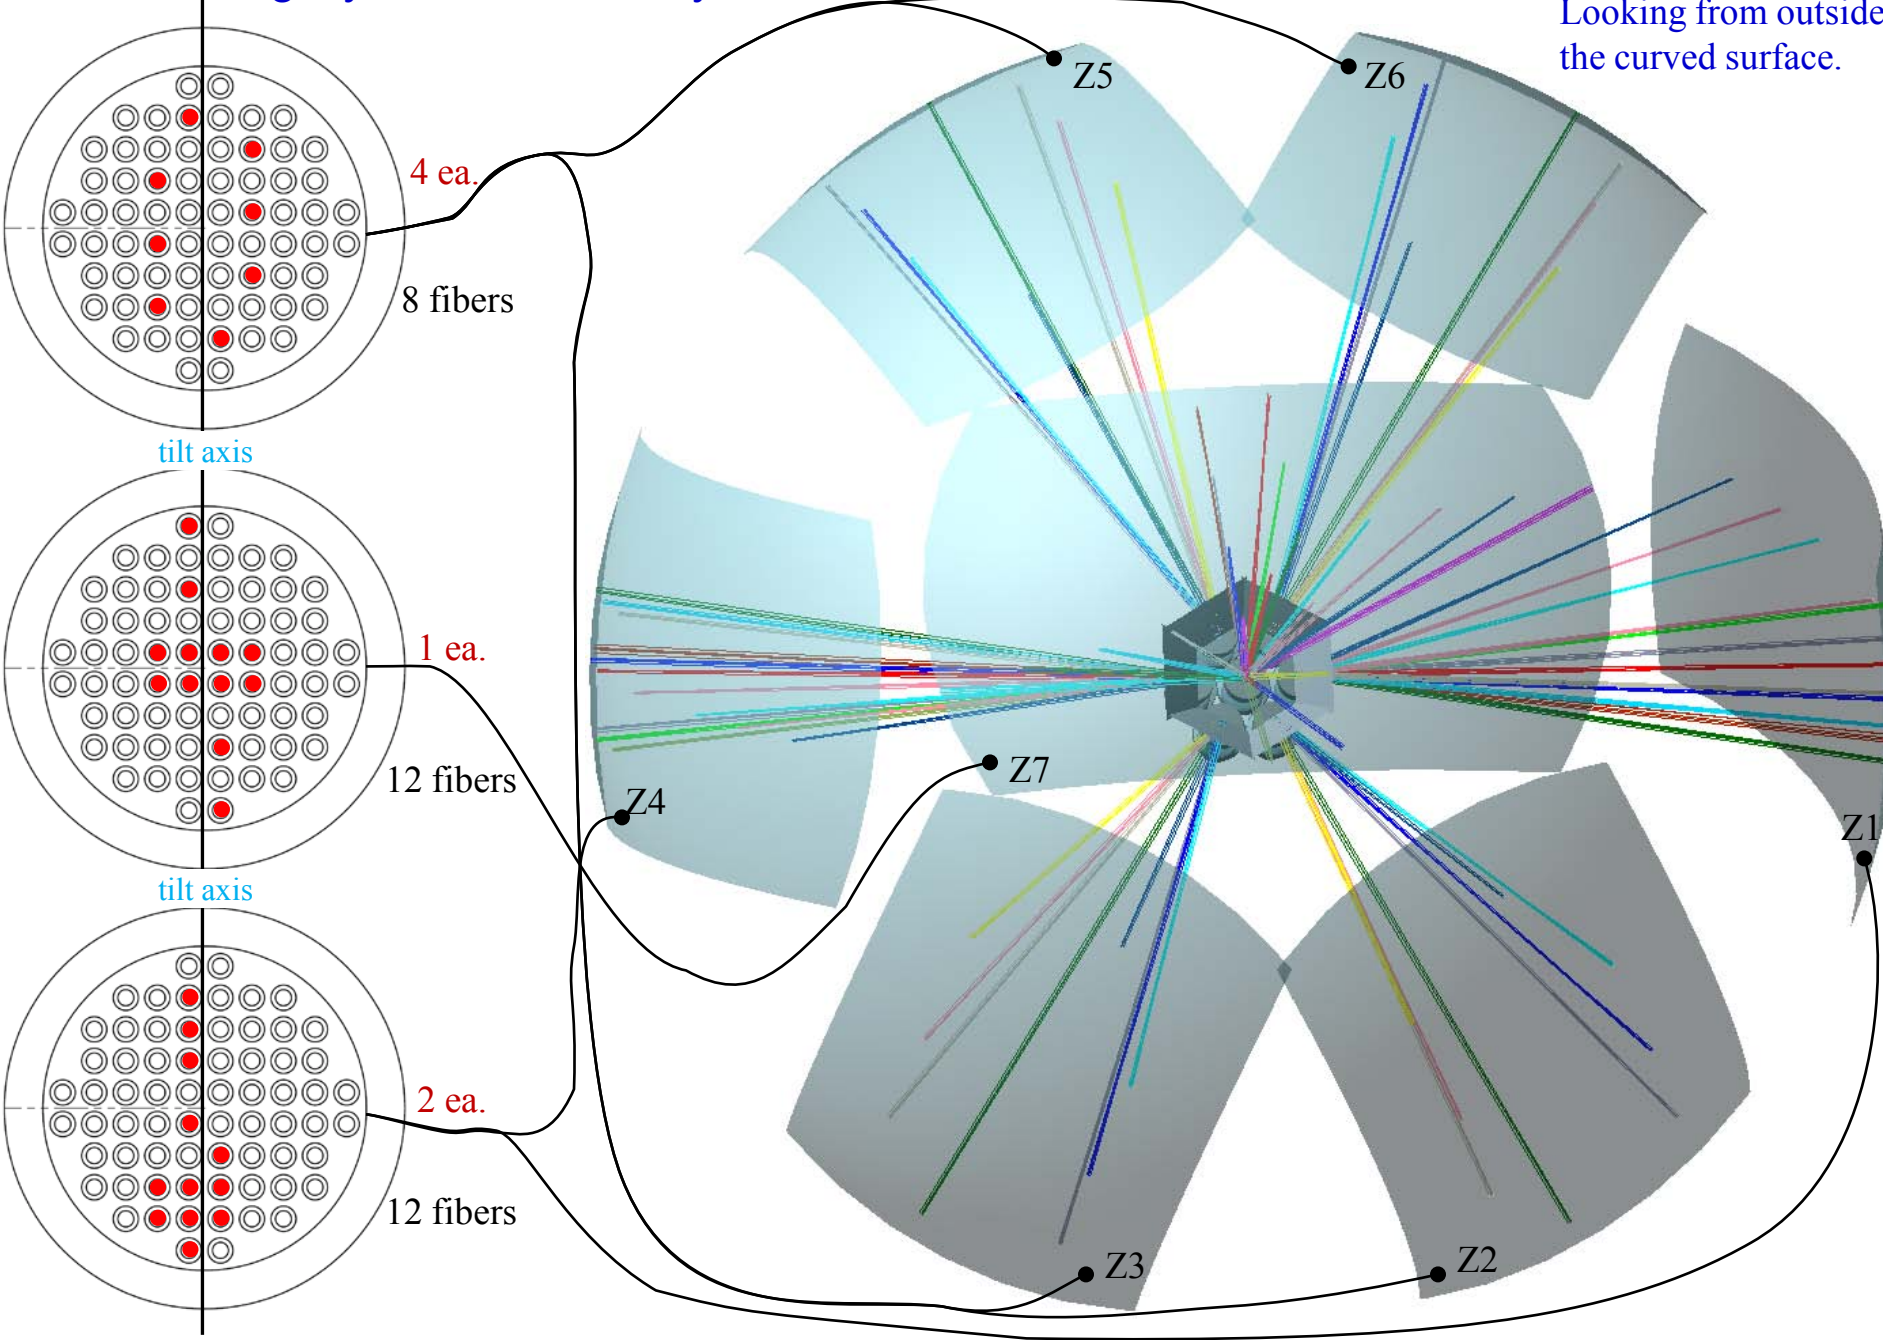 Looking from outside
the curved surface.
Z5
Z6
4 ea.
8 fibers
tilt axis
1 ea.
Z7
12 fibers
Z4
Z1
tilt axis
2 ea.
12 fibers
Z3
Z2